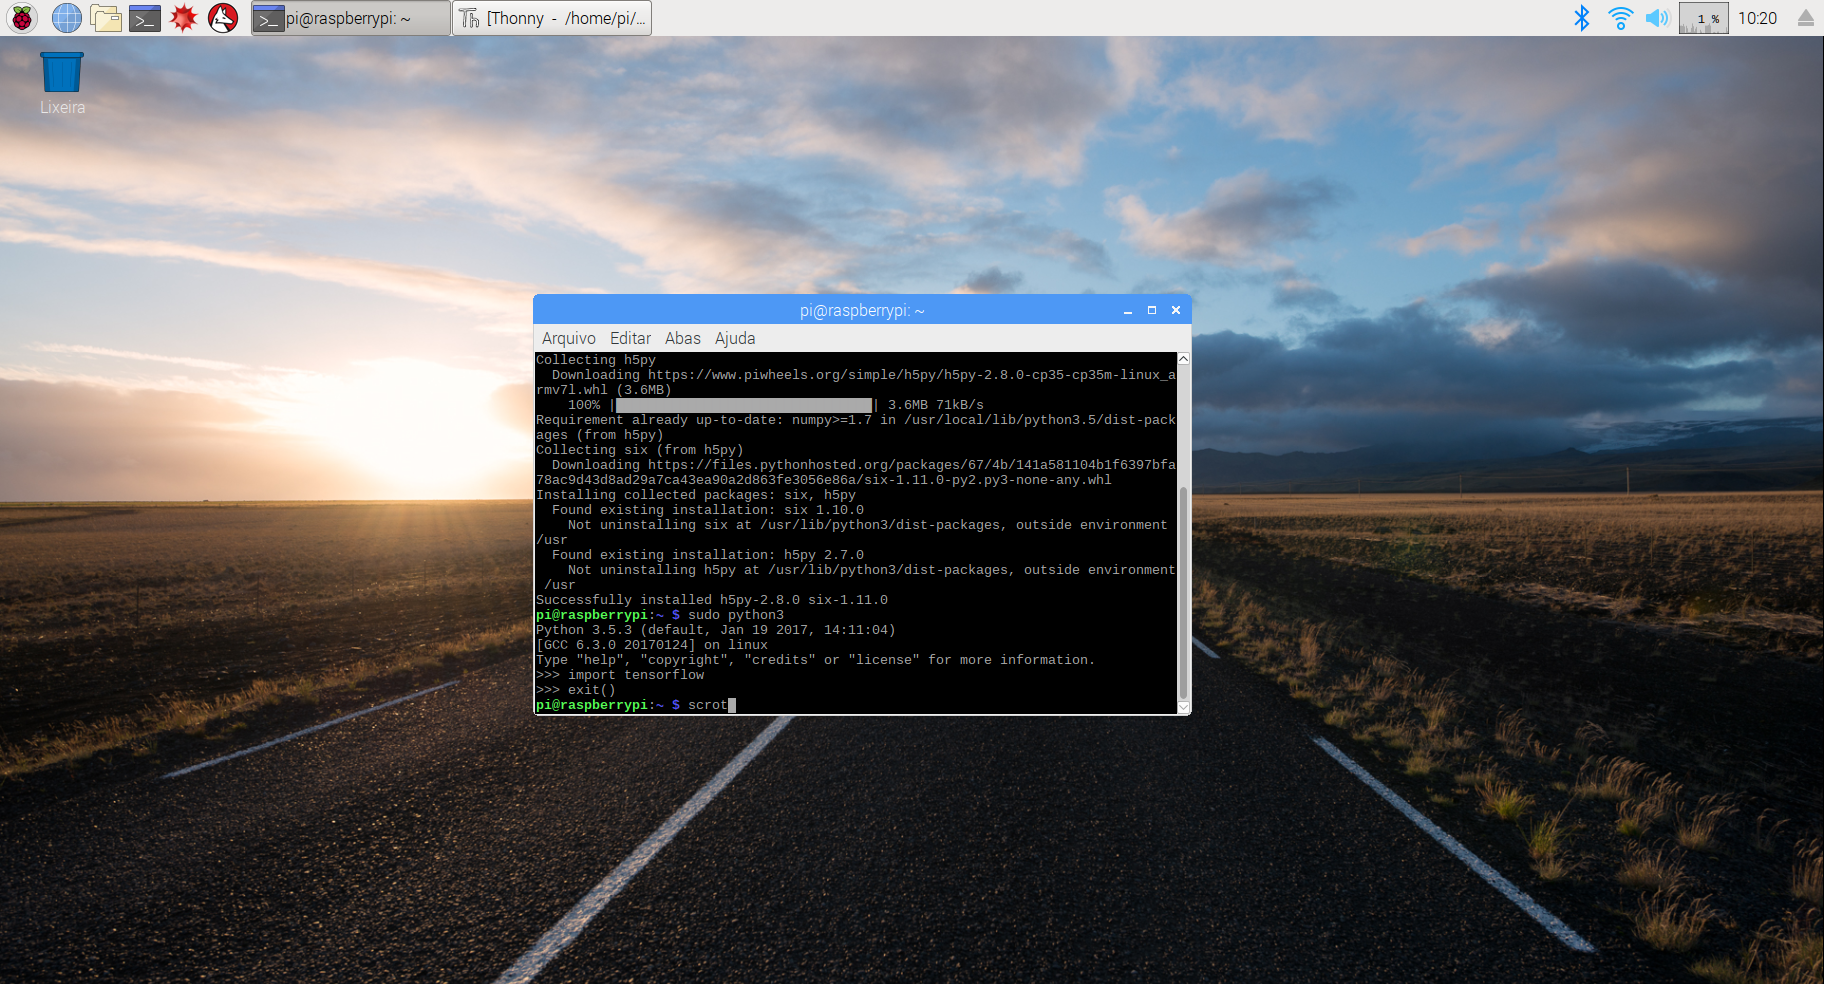 pi@raspberrypi: ~
[Thonny - /home/pi/...
1 %
10:20
Lixeira
pi@raspberrypi: ~
Arquivo Editar Abas Ajuda
Collecting h5py
  Downloading https://www.piwheels.org/simple/h5py/h5py-2.8.0-cp35-cp35m-linux_a
rmv7l.whl (3.6MB)
    100% |████████████████████████████████| 3.6MB 71kB/s
Requirement already up-to-date: numpy>=1.7 in /usr/local/lib/python3.5/dist-pack
ages (from h5py)
Collecting six (from h5py)
  Downloading https://files.pythonhosted.org/packages/67/4b/141a581104b1f6397bfa
78ac9d43d8ad29a7ca43ea90a2d863fe3056e86a/six-1.11.0-py2.py3-none-any.whl
Installing collected packages: six, h5py
  Found existing installation: six 1.10.0
    Not uninstalling six at /usr/lib/python3/dist-packages, outside environment
/usr
  Found existing installation: h5py 2.7.0
    Not uninstalling h5py at /usr/lib/python3/dist-packages, outside environment
 /usr
Successfully installed h5py-2.8.0 six-1.11.0
pi@raspberrypi:~ $ sudo python3
Python 3.5.3 (default, Jan 19 2017, 14:11:04)
[GCC 6.3.0 20170124] on linux
Type "help", "copyright", "credits" or "license" for more information.
>>> import tensorflow
>>> exit()
pi@raspberrypi:~ $ scrot